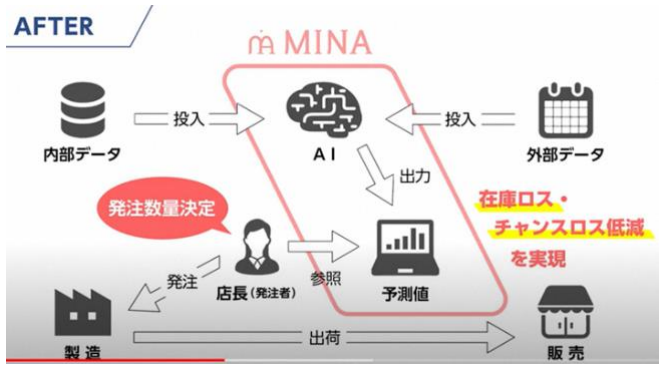 AFTER
MINA
投入
投入
内部データ
AI
外部データ
出力
発注数量決定
在庫ロス・
チャンスロス低減
を実現
発注
店長(発注者)
参照
予測値
製造
出荷
販売